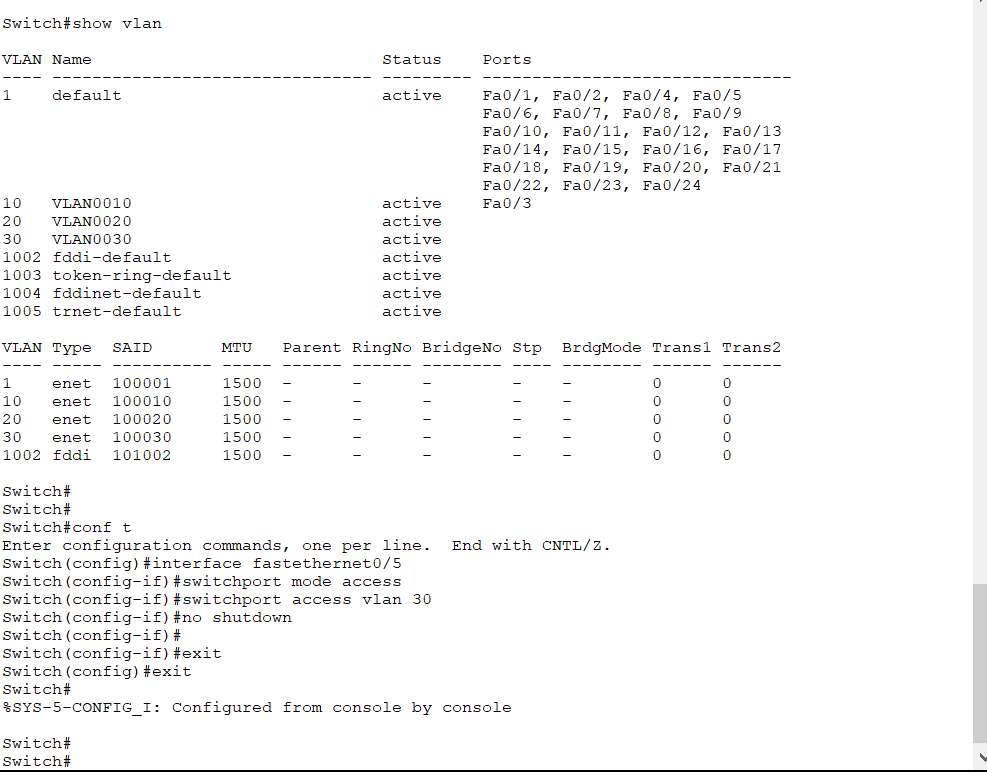 Switch#show vlan
VLAN Name                             Status    Ports
---- -------------------------------- --------- -------------------------------
1    default                          active    Fa0/1, Fa0/2, Fa0/4, Fa0/5
                                                Fa0/6, Fa0/7, Fa0/8, Fa0/9
                                                Fa0/10, Fa0/11, Fa0/12, Fa0/13
                                                Fa0/14, Fa0/15, Fa0/16, Fa0/17
                                                Fa0/18, Fa0/19, Fa0/20, Fa0/21
                                                Fa0/22, Fa0/23, Fa0/24
10   VLAN0010                         active    Fa0/3
20   VLAN0020                         active
30   VLAN0030                         active
1002 fddi-default                     active
1003 token-ring-default               active
1004 fddinet-default                  active
1005 trnet-default                    active
VLAN Type  SAID       MTU   Parent RingNo BridgeNo Stp  BrdgMode Trans1 Trans2
---- ----- ---------- ----- ------ ------ -------- ---- -------- ------ ------
1    enet  100001     1500  -      -      -        -    -        0      0
10   enet  100010     1500  -      -      -        -    -        0      0
20   enet  100020     1500  -      -      -        -    -        0      0
30   enet  100030     1500  -      -      -        -    -        0      0
1002 fddi  101002     1500  -      -      -        -    -        0      0
Switch#
Switch#
Switch#conf t
Enter configuration commands, one per line.  End with CNTL/Z.
Switch(config)#interface fastethernet0/5
Switch(config-if)#switchport mode access
Switch(config-if)#switchport access vlan 30
Switch(config-if)#no shutdown
Switch(config-if)#
Switch(config-if)#exit
Switch(config)#exit
Switch#
%SYS-5-CONFIG_I: Configured from console by console
Switch#
Switch#